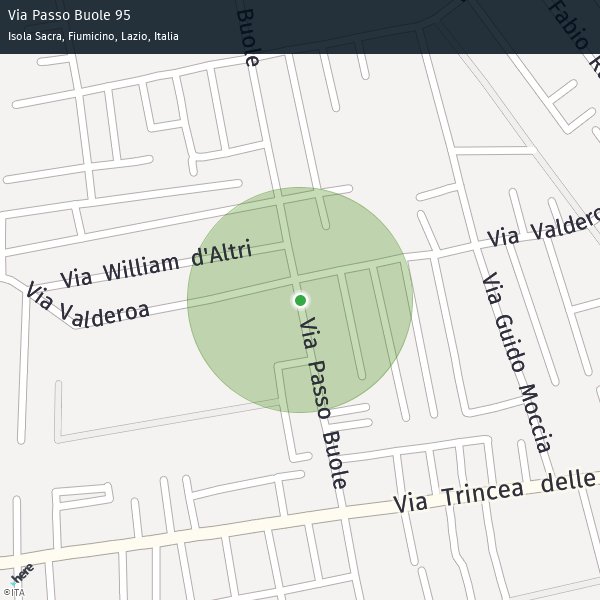 Via Passo Buole 95
Isola Sacra, Fiumicino, Lazio, Italia
Buole
Fabio
Via William d'Altri
Via Valderoa
Via Valdero
Via Guido Moccia
Via Passo Buole
Via Trincea delle
here
©ITA